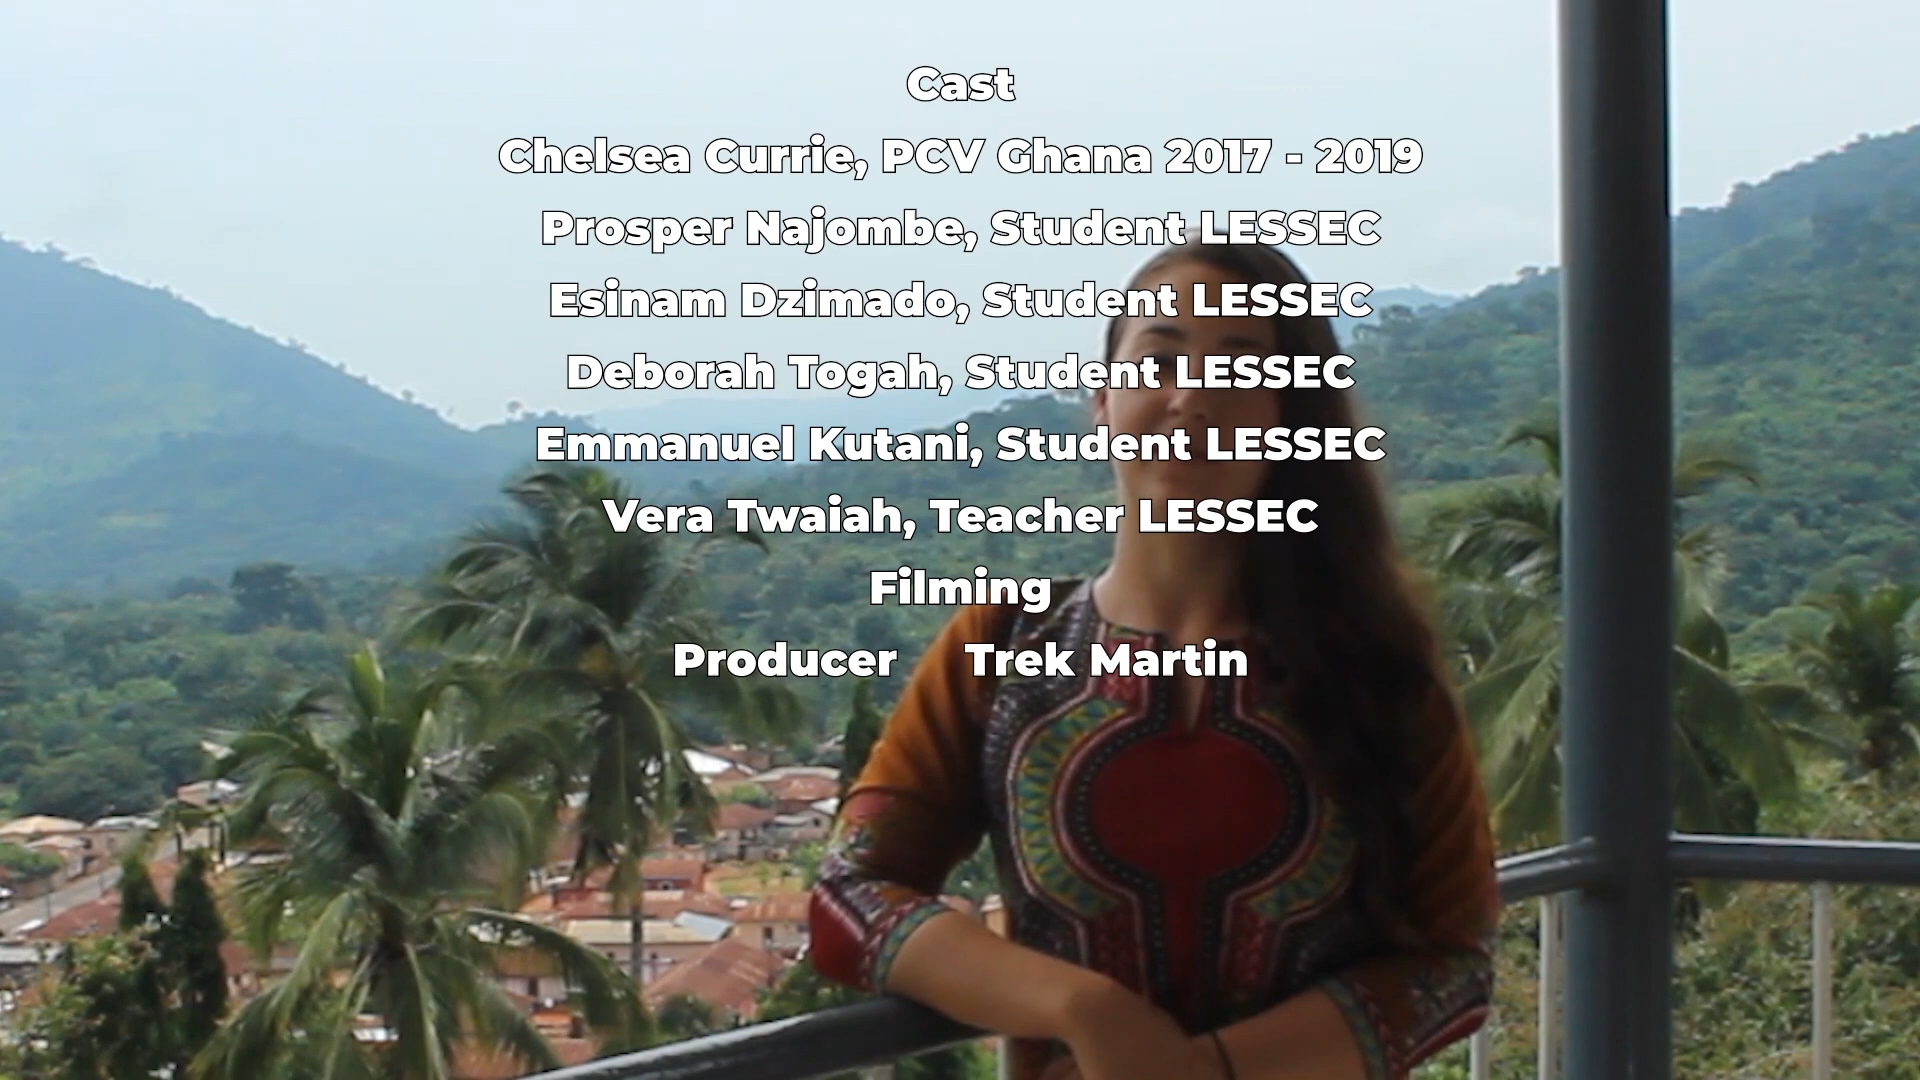 Cast
Chelsea Currie, PCV Ghana 2017 - 2019
Prosper Najombe, Student LESSEC
Esinam Dzimado, Student LESSEC
Deborah Togah, Student LESSEC
Emmanuel Kutani, Student LESSEC
Vera Twaiah, Teacher LESSEC
Filming
Producer Trek Martin